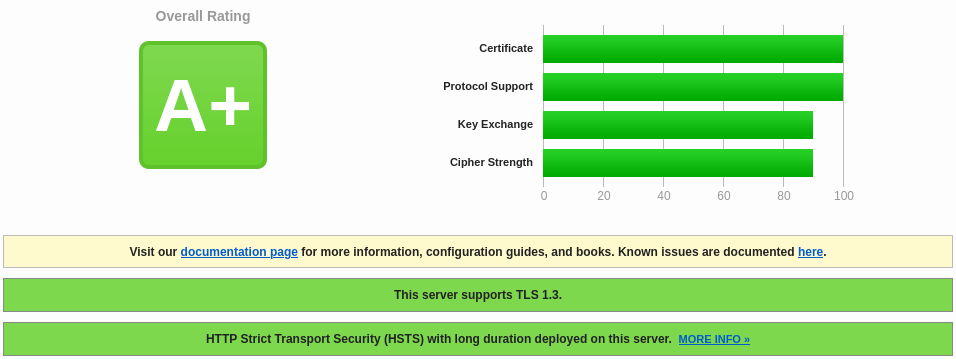 Overall Rating
A+
Certificate
Protocol Support
Key Exchange
Cipher Strength
0 20 40 60 80 100
Visit our documentation page for more information, configuration guides, and books. Known issues are documented here.
This server supports TLS 1.3.
HTTP Strict Transport Security (HSTS) with long duration deployed on this server. MORE INFO »